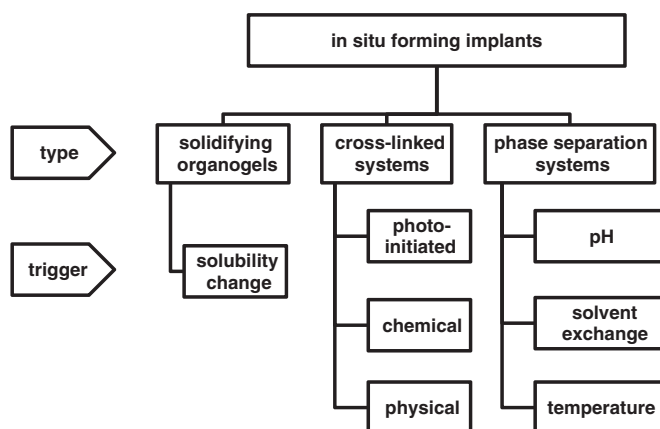 in situ forming implants
type
solidifying
organogels
cross-linked
systems
phase separation
systems
trigger
solubility
change
photo-
initiated
chemical
physical
pH
solvent
exchange
temperature